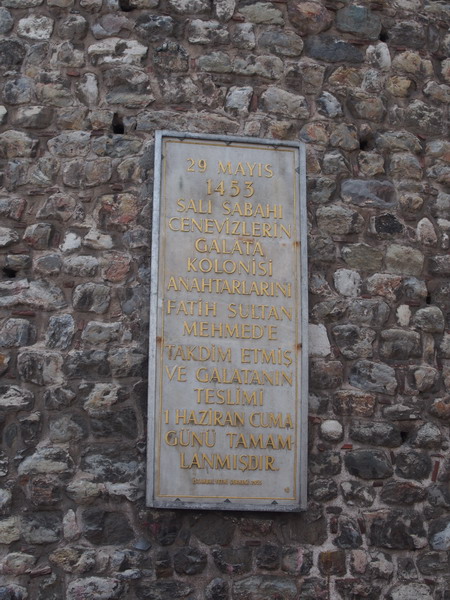 29 MAYIS
1453
SALI SABAHI
CENEVİZLERİN
GALATA
KOLONİSİ
ANAHTARLARINI
FATİH SULTAN
MEHMED'E
TAKDİM ETMİŞ
VE GALATANIN
TESLİMİ
1 HAZİRAN CUMA
GÜNÜ TAMAM-
LANMIŞDIR.